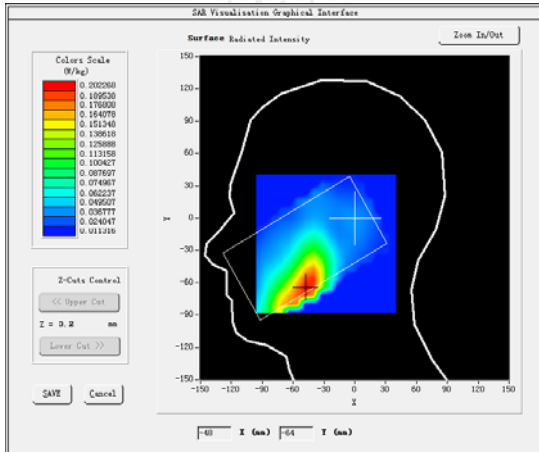 SAR Visualisation Graphical Interface
Surface Radiated Intensity
Zoom In/Out
Colors Scale
(W/kg)
0.202268
0.189538
0.176808
0.164078
0.151348
0.138618
0.125888
0.113158
0.100427
0.087697
0.074967
0.062237
0.049507
0.036777
0.024047
0.011316
Z-Cuts Control
<< Upper Cut
Z = 3.2 mm
Lower Cut >>
SAVE Cancel
150
120
90
60
30
Y 0
-30
-60
-90
-120
-150
-150 -120 -90 -60 -30 0 30 60 90 120 150
X
-48 X (mm) -64 Y (mm)